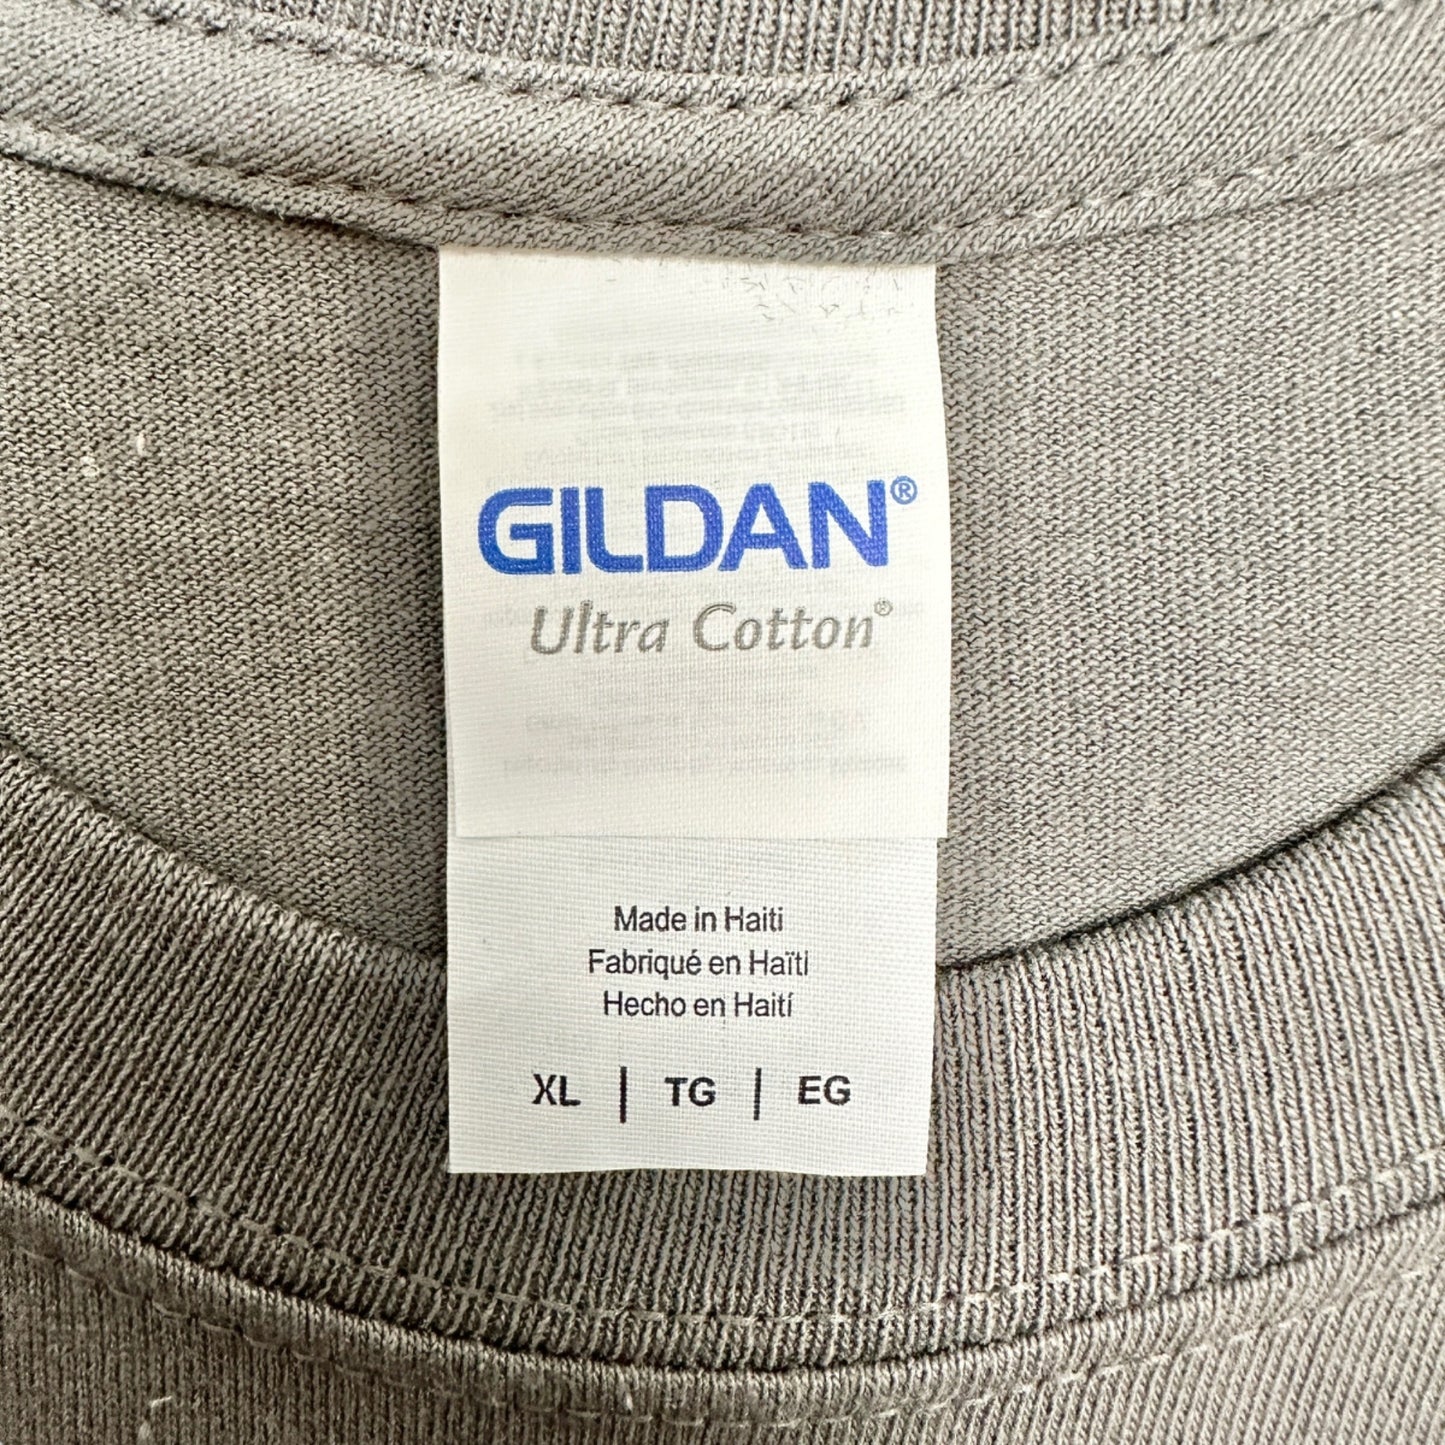 GILDAN®
Ultra Cotton®
Made in Haiti
Fabriqué en Haïti
Hecho en Haití
XL | TG | EG